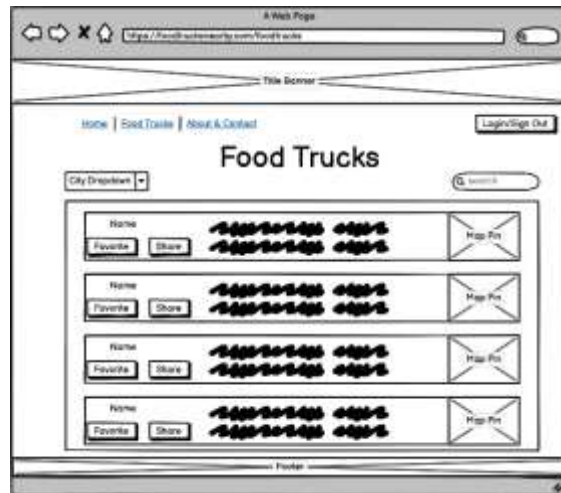 A Web Page
Title Banner
Home | Food Trucks | About & Contact
Login/Sign Out
Food Trucks
City Dropdown
search
Name
Favorite Share
Map Pin
Name
Favorite Share
Map Pin
Name
Favorite Share
Map Pin
Name
Favorite Share
Map Pin
Footer